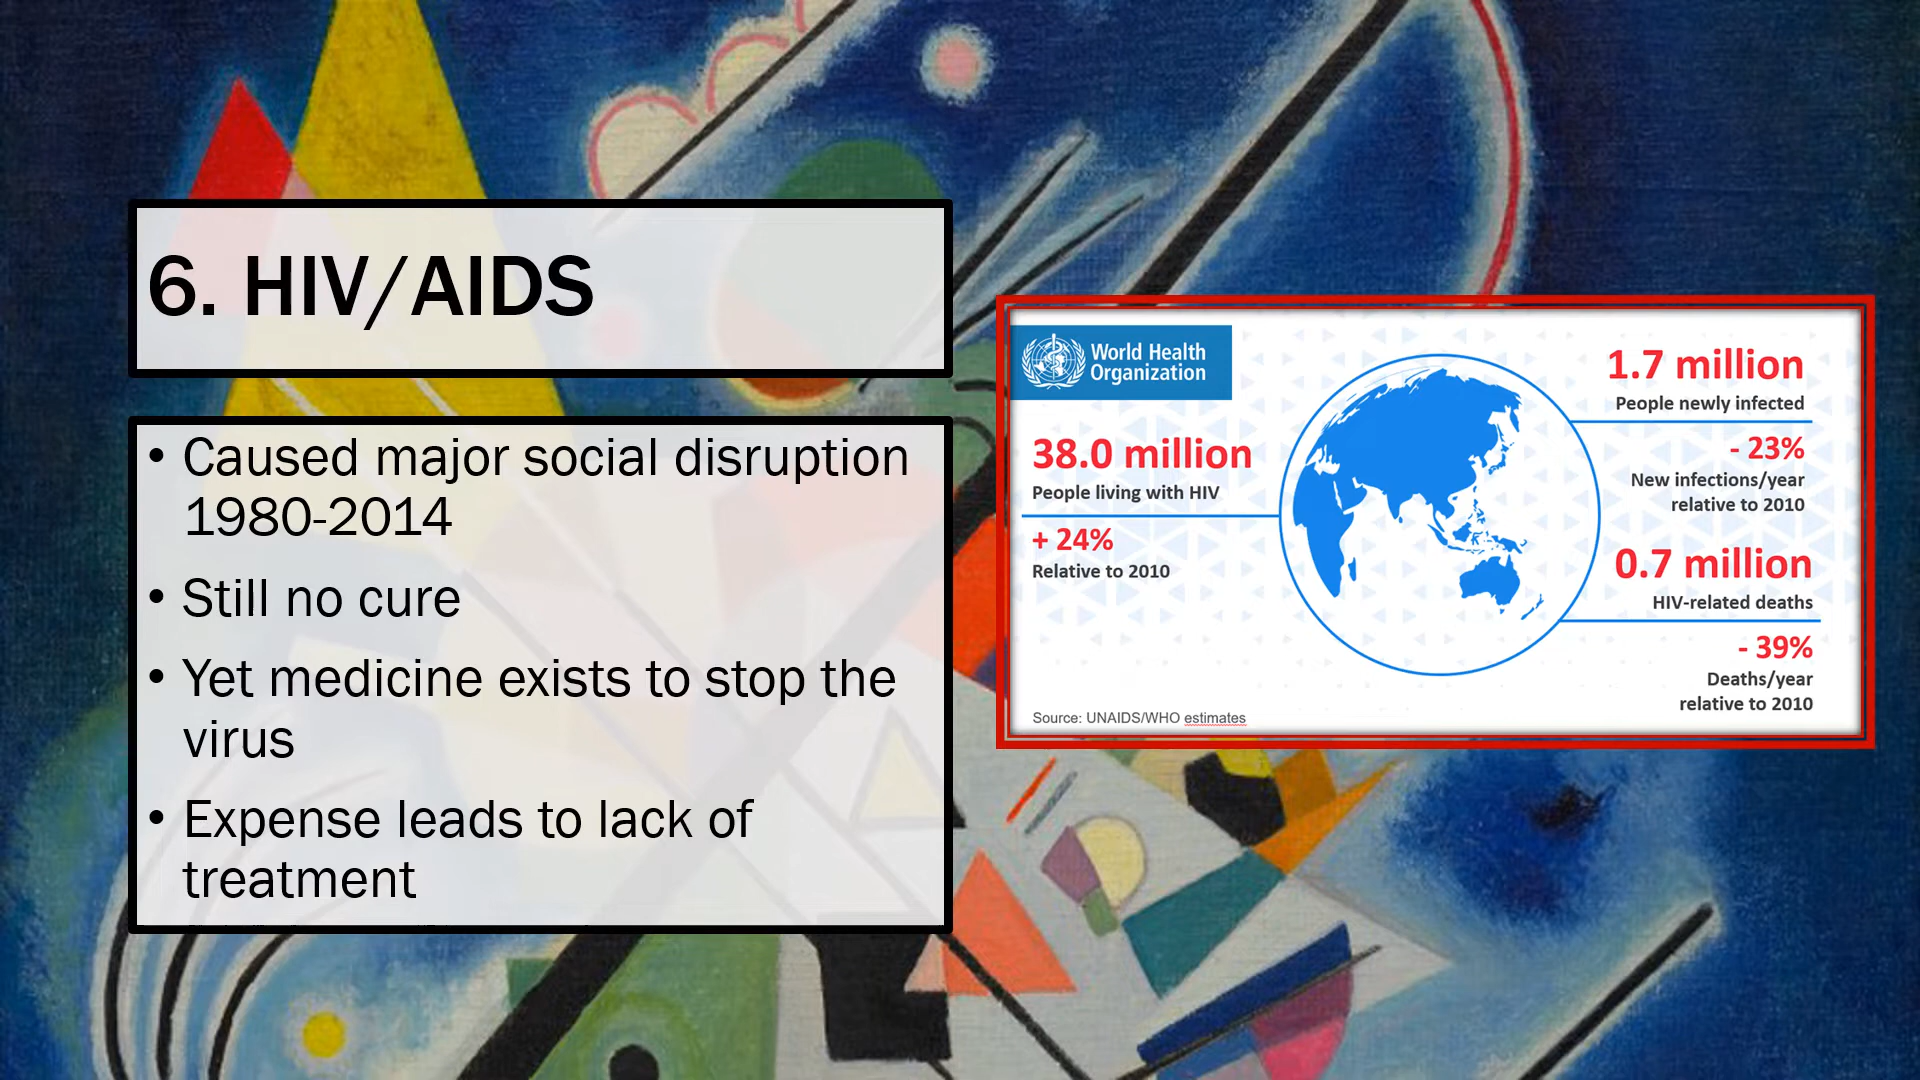 6. HIV/AIDS
• Caused major social disruption
1980-2014
• Still no cure
• Yet medicine exists to stop the
virus
• Expense leads to lack of
treatment
World Health
Organization
38.0 million
People living with HIV
+ 24%
Relative to 2010
1.7 million
People newly infected
- 23%
New infections/year
relative to 2010
0.7 million
HIV-related deaths
- 39%
Deaths/year
relative to 2010
Source: UNAIDS/WHO estimates